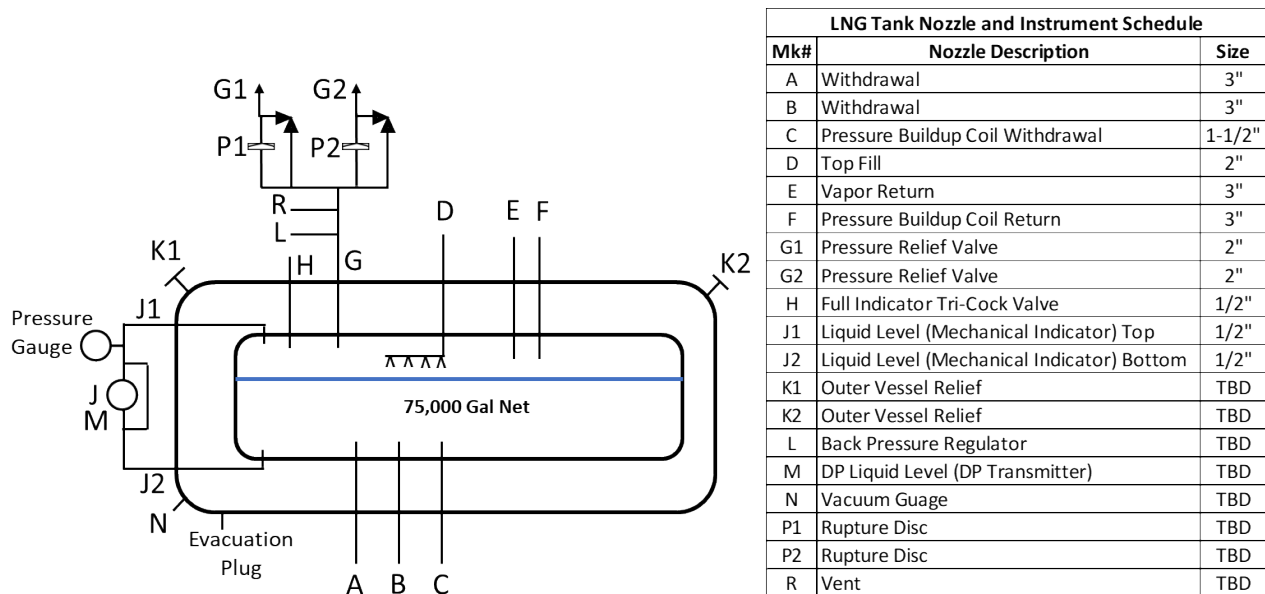 G1
G2
P1
P2
R
L
D
E
F
K1
H
G
K2
J1
Pressure
Gauge
J
M
75,000 Gal Net
J2
N
Evacuation
Plug
A
B
C
LNG Tank Nozzle and Instrument Schedule
Mk# Nozzle Description Size
A Withdrawal 3"
B Withdrawal 3"
C Pressure Buildup Coil Withdrawal 1-1/2"
D Top Fill 2"
E Vapor Return 3"
F Pressure Buildup Coil Return 3"
G1 Pressure Relief Valve 2"
G2 Pressure Relief Valve 2"
H Full Indicator Tri-Cock Valve 1/2"
J1 Liquid Level (Mechanical Indicator) Top 1/2"
J2 Liquid Level (Mechanical Indicator) Bottom 1/2"
K1 Outer Vessel Relief TBD
K2 Outer Vessel Relief TBD
L Back Pressure Regulator TBD
M DP Liquid Level (DP Transmitter) TBD
N Vacuum Guage TBD
P1 Rupture Disc TBD
P2 Rupture Disc TBD
R Vent TBD